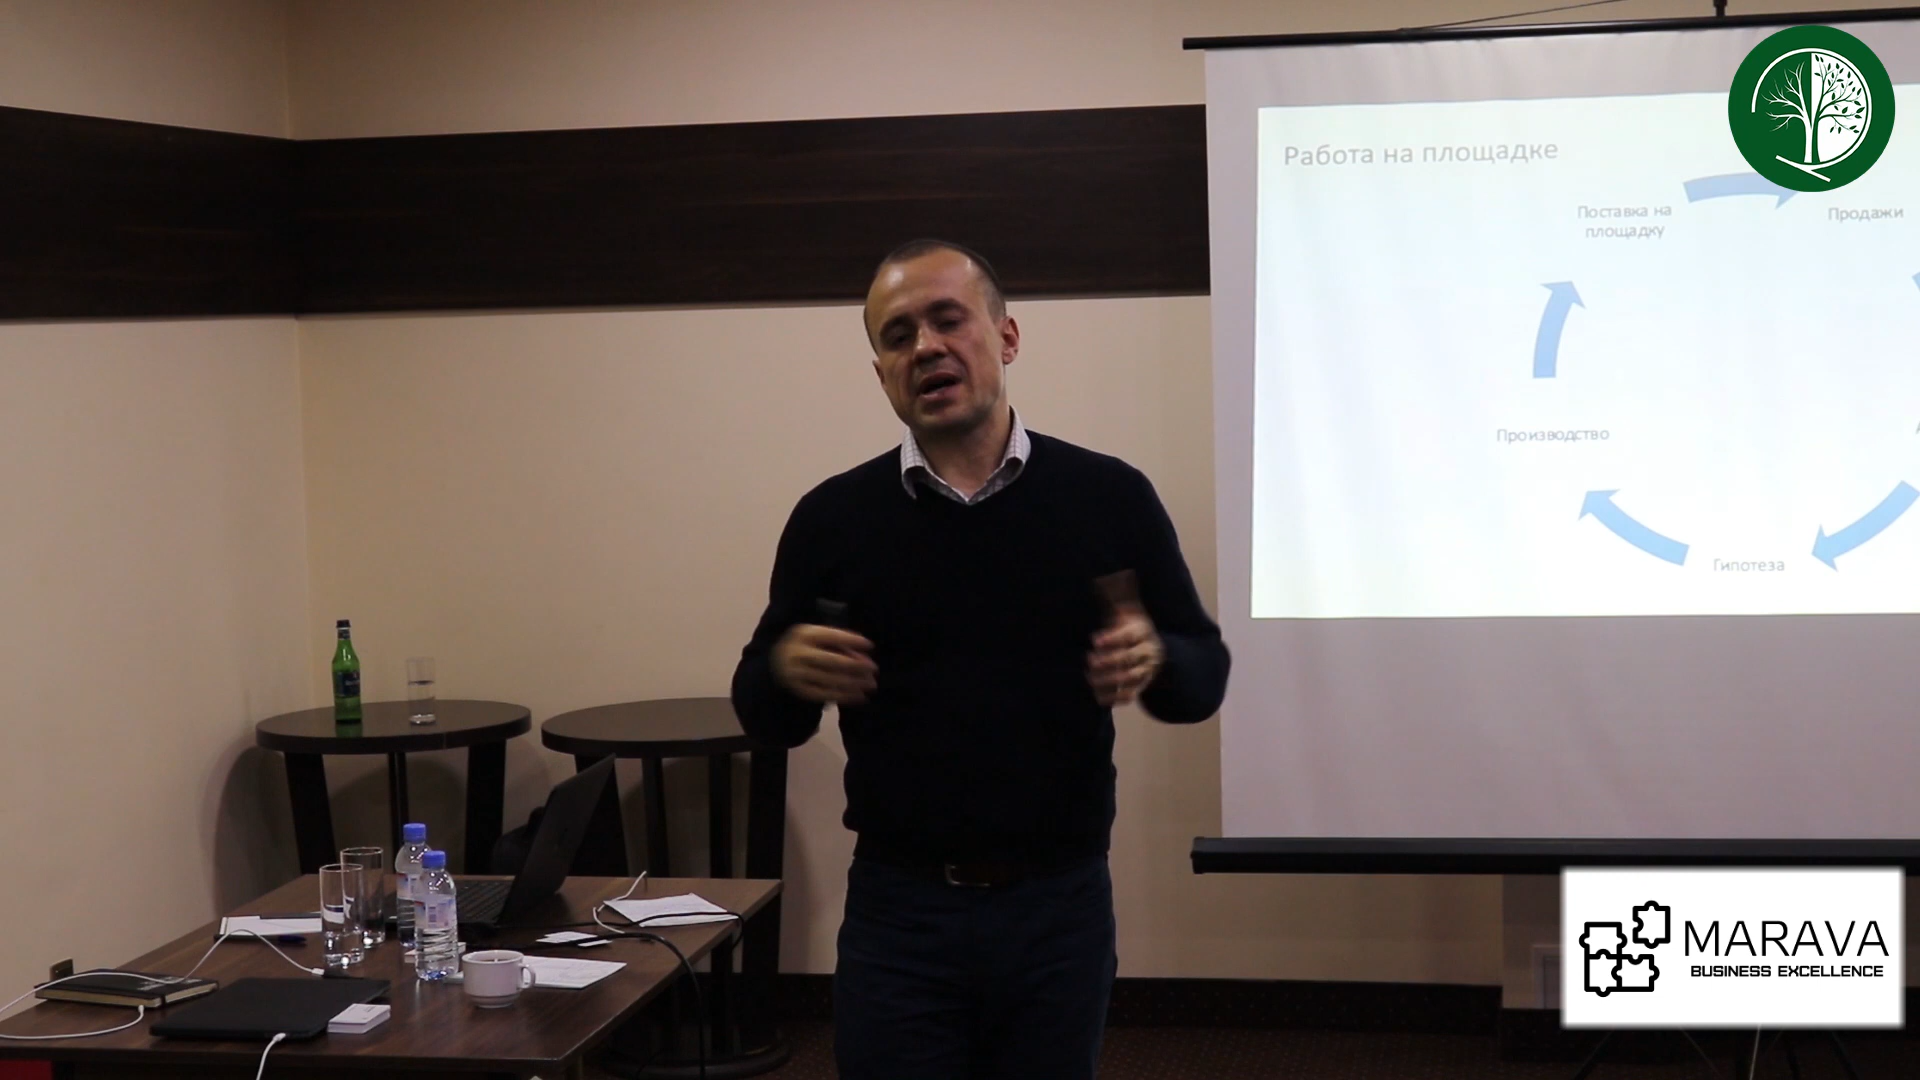 Работа на площадке
Поставка на
площадку
Продажи
Производство
Гипотеза
MARAVA
BUSINESS EXCELLENCE